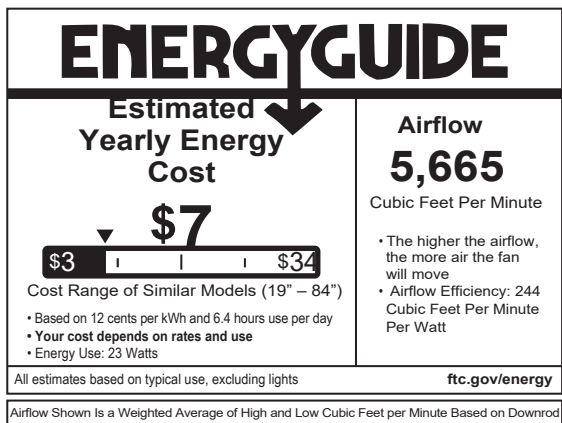 ENERGYGUIDE
Estimated
Yearly Energy
Cost
$7
$3
$34
Cost Range of Similar Models (19” – 84”)
• Based on 12 cents per kWh and 6.4 hours use per day
• Your cost depends on rates and use
• Energy Use: 23 Watts
Airflow
5,665
Cubic Feet Per Minute
• The higher the airflow,
the more air the fan
will move
• Airflow Efficiency: 244
Cubic Feet Per Minute
Per Watt
All estimates based on typical use, excluding lights
ftc.gov/energy
Airflow Shown Is a Weighted Average of High and Low Cubic Feet per Minute Based on Downrod